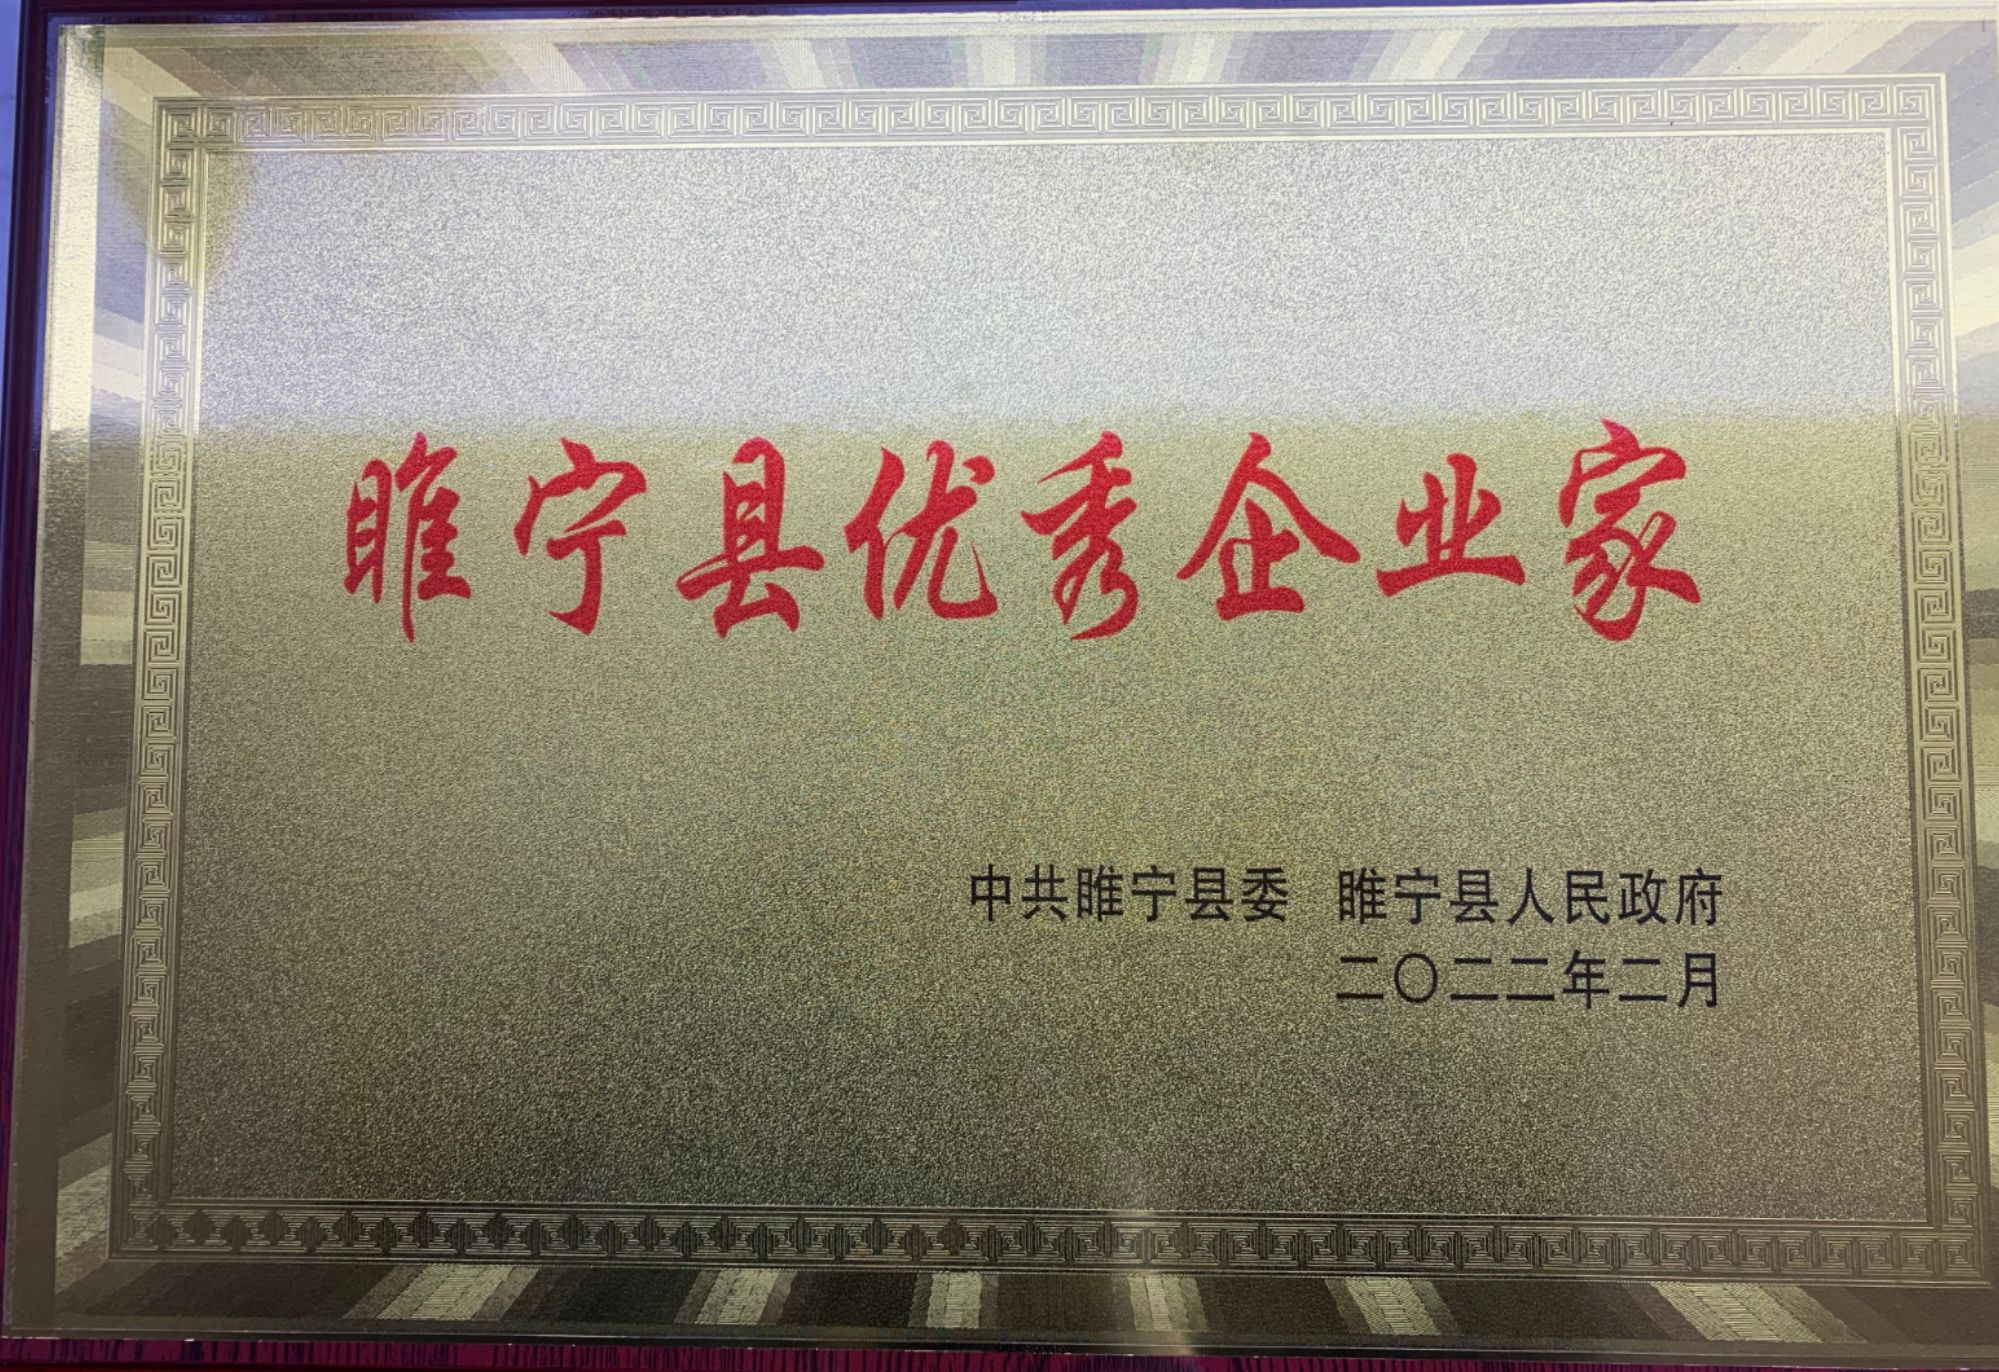 睢宁县优秀企业家
中共睢宁县委 睢宁县人民政府
二〇二二年二月